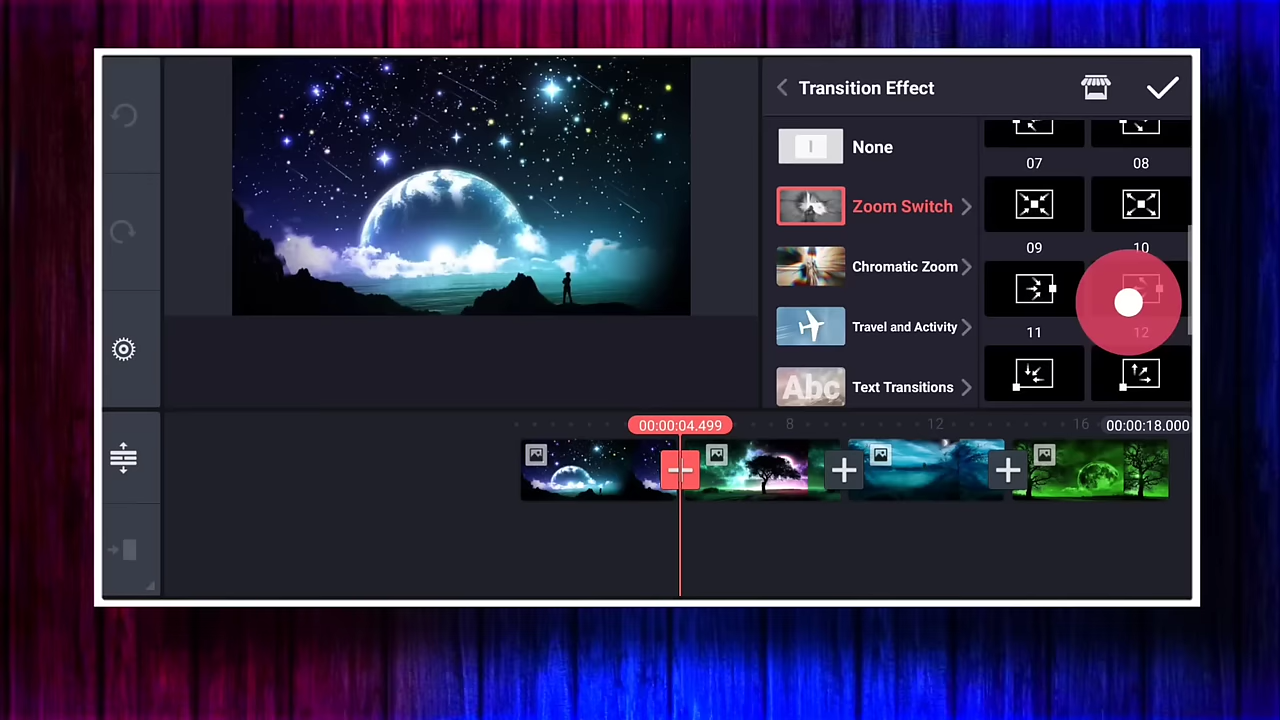 Transition Effect
None
07
08
Zoom Switch
09
10
Chromatic Zoom
Travel and Activity
11
12
Abc
Text Transitions
00:00:04.499
8
12
16
00:00:18.000